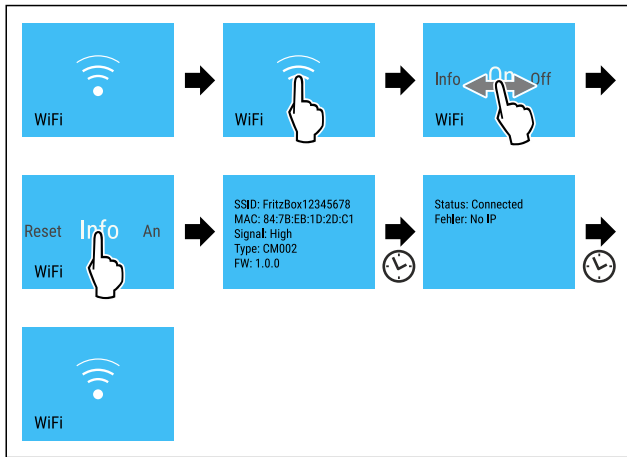 WiFi
WiFi
Info On Off
WiFi
Reset Info An
WiFi
SSID: FritzBox12345678
MAC: 84:7B:EB:1D:2D:C1
Signal: High
Type: CM002
FW: 1.0.0
Status: Connected
Fehler: No IP
WiFi